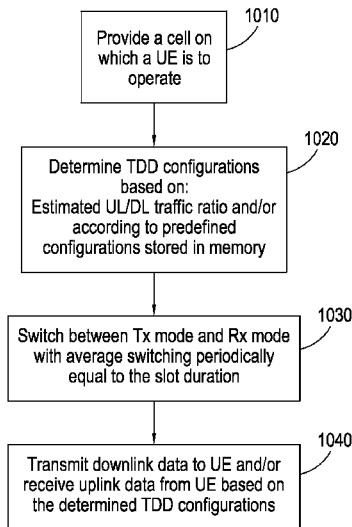 1010
Provide a cell on
which a UE is to
operate
1020
Determine TDD configurations
based on:
Estimated UL/DL traffic ratio and/or
according to predefined
configurations stored in memory
1030
Switch between Tx mode and Rx mode
with average switching periodically
equal to the slot duration
1040
Transmit downlink data to UE and/or
receive uplink data from UE based on
the determined TDD configurations